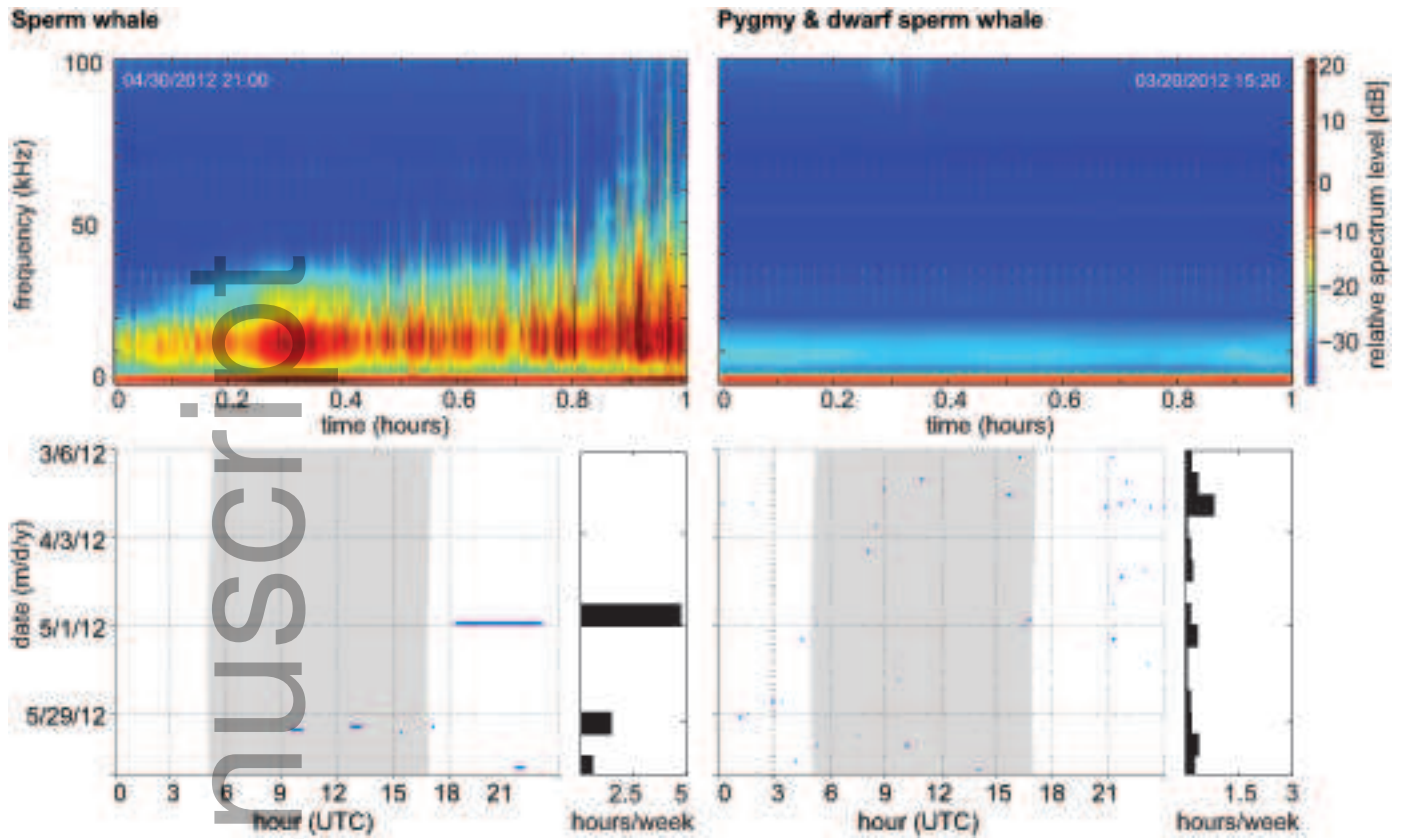 Sperm whale
Pygmy & dwarf sperm whale
100
50
0
frequency (kHz)
04/30/2012 21:00
0 0.2 0.4 0.6 0.8 1
time (hours)
03/20/2012 15:20
0 0.2 0.4 0.6 0.8 1
time (hours)
20
10
0
-10
-20
-30
relative spectrum level [dB]
3/6/12
4/3/12
5/1/12
5/29/12
date (m/d/y)
0 3 6 9 12 15 18 21
hour (UTC)
2.5 5
hours/week
0 3 6 9 12 15 18 21
hour (UTC)
1.5 3
hours/week
nuscript